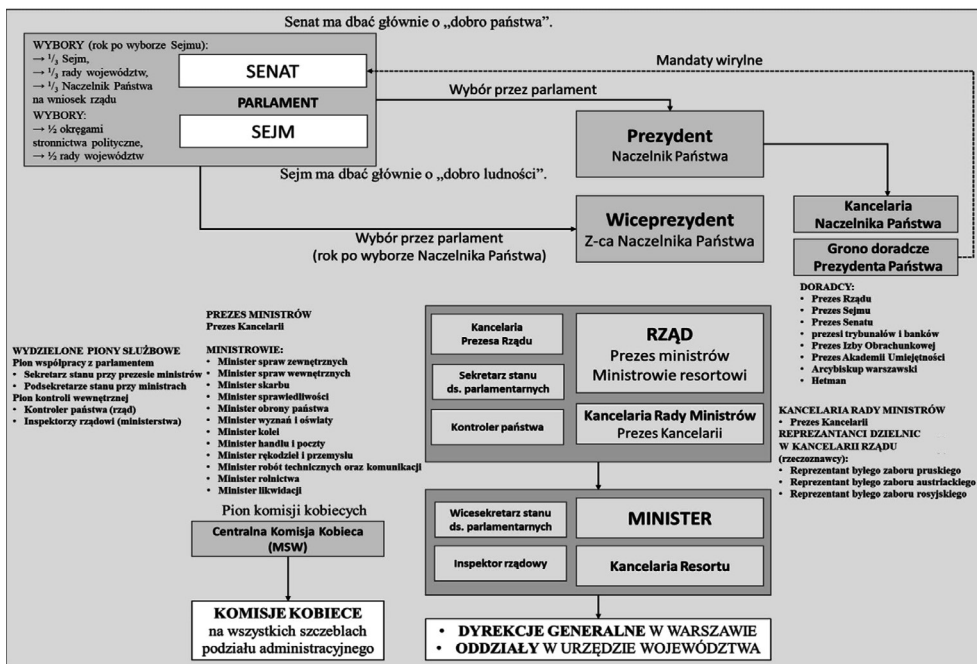 Senat ma dbać głównie o „dobro państwa”.
WYBORY (rok po wyborze Sejmu):
→ 1/3 Sejm,
→ 1/3 rady województw,
→ 1/3 Naczelnik Państwa
na wniosek rządu
WYBORY:
→ ½ okręgami
stronnictwa polityczne,
→ ½ rady województw
SENAT
PARLAMENT
SEJM
Mandaty wirylne
Wybór przez parlament
Prezydent
Naczelnik Państwa
Sejm ma dbać głównie o „dobro ludności”.
Wybór przez parlament
(rok po wyborze Naczelnika Państwa)
Wiceprezydent
Z-ca Naczelnika Państwa
Kancelaria
Naczelnika Państwa
Grono doradcze
Prezydenta Państwa
DORADCY:
• Prezes Rządu
• Prezes Sejmu
• Prezes Senatu
• prezesi trybunałów i banków
• Prezes Izby Obrachunkowej
• Prezes Akademii Umiejętności
• Arcybiskup warszawski
• Hetman
WYDZIELONE PIONY SŁUŻBOWE
Pion współpracy z parlamentem
• Sekretarz stanu przy prezesie ministrów
• Podsekretarze stanu przy ministrach
Pion kontroli wewnętrznej
• Kontroler państwa (rząd)
• Inspektorzy rządowi (ministerstwa)
PREZES MINISTRÓW
Prezes Kancelarii
MINISTROWIE:
• Minister spraw zewnętrznych
• Minister spraw wewnętrznych
• Minister skarbu
• Minister sprawiedliwości
• Minister obrony państwa
• Minister wyznań i oświaty
• Minister kolei
• Minister handlu i poczty
• Minister rękodzieł i przemysłu
• Minister robót technicznych oraz komunikacji
• Minister rolnictwa
• Minister likwidacji
Kancelaria
Prezesa Rządu
Sekretarz stanu
ds. parlamentarnych
Kontroler państwa
RZĄD
Prezes ministrów
Ministrowie resortowi
Kancelaria Rady Ministrów
Prezes Kancelarii
KANCELARIA RADY MINISTRÓW
• Prezes Kancelarii
REPREZANTANCI DZIELNIC
W KANCELARII RZĄDU
(rzeczoznawcy):
• Reprezentant byłego zaboru pruskiego
• Reprezentant byłego zaboru austriackiego
• Reprezentant byłego zaboru rosyjskiego
Pion komisji kobiecych
Centralna Komisja Kobieca
(MSW)
KOMISJE KOBIECE
na wszystkich szczeblach
podziału administracyjnego
Wicesekretarz stanu
ds. parlamentarnych
Inspektor rządowy
MINISTER
Kancelaria Resortu
• DYREKCJE GENERALNE W WARSZAWIE
• ODDZIAŁY W URZĘDZIE WOJEWÓDZTWA